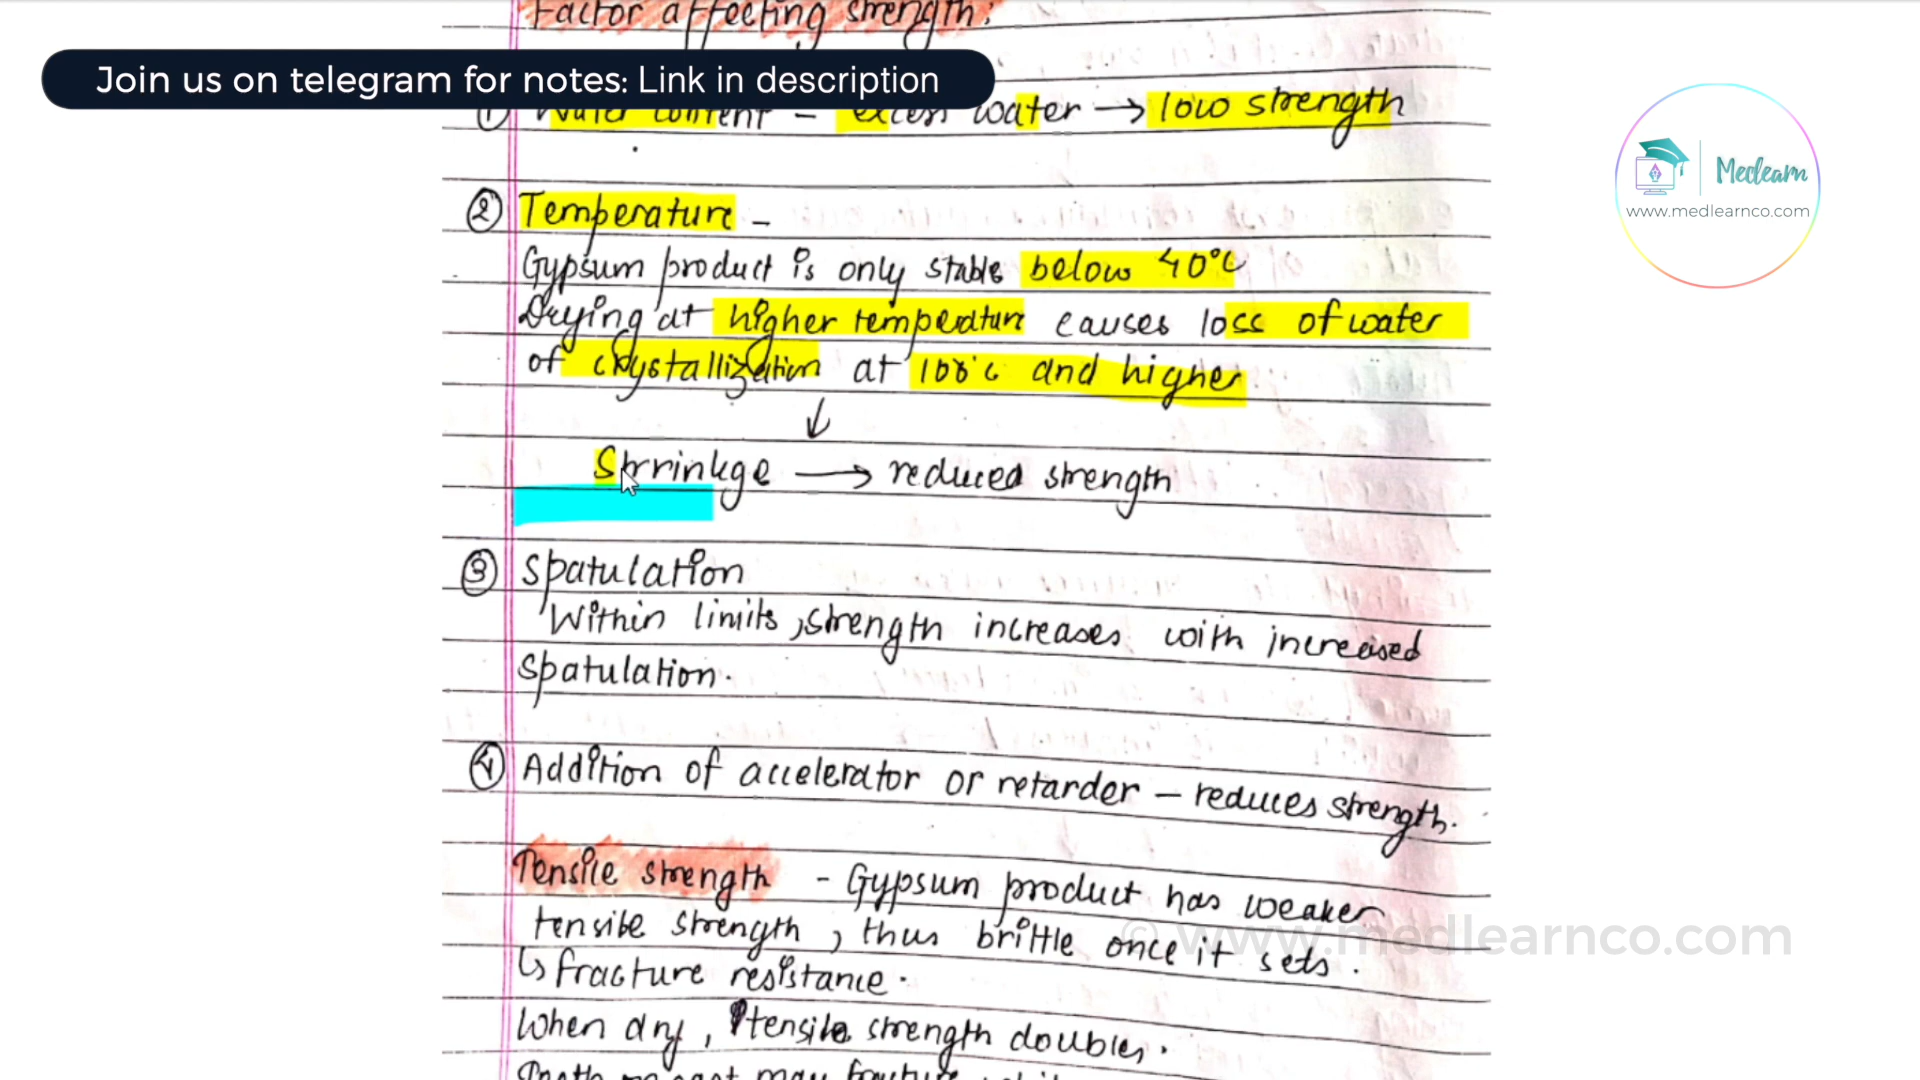 Factor affecting strength:
Join us on telegram for notes: Link in description
① Water content - excess water → low strength
② Temperature -
Gypsum product is only stable below 40°C
Drying at higher temperature causes loss of water
of crystallization at 100°C and higher
↓
Shrinkge → reduced strength
③ Spatulation
Within limits, strength increases with increased
spatulation.
④ Addition of accelerator or retarder - reduces strength.
Tensile strength - Gypsum product has weaker
tensile strength, thus brittle once it sets.
↳ fracture resistance.
When dry, tensile strength doubles.
Medlearn
www.medlearnco.com
© www.medlearnco.com